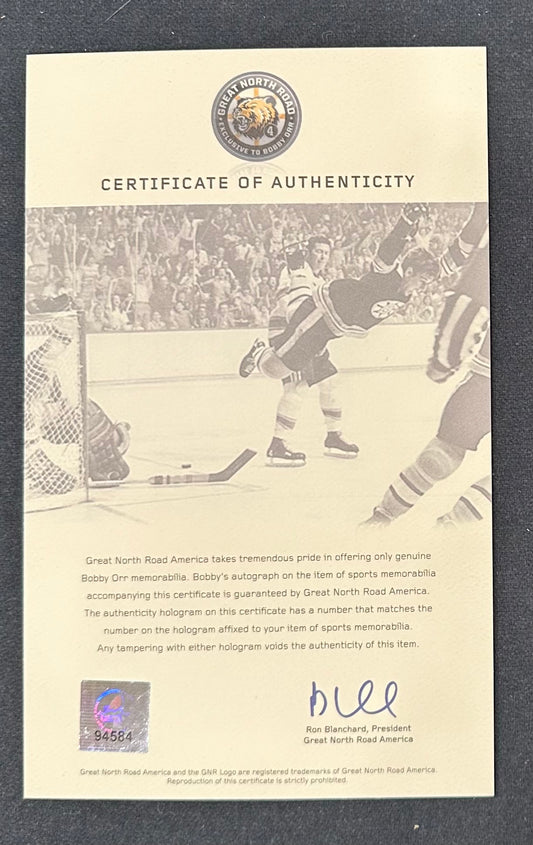 GREAT NORTH ROAD
EXCLUSIVE TO BOBBY ORR
4
CERTIFICATE OF AUTHENTICITY
Great North Road America takes tremendous pride in offering only genuine
Bobby Orr memorabilia. Bobby's autograph on the item of sports memorabilia
accompanying this certificate is guaranteed by Great North Road America.
The authenticity hologram on this certificate has a number that matches the
number on the hologram affixed to your item of sports memorabilia.
Any tampering with either hologram voids the authenticity of this item.
94584
Ron Blanchard, President
Great North Road America
Great North Road America and the GNR Logo are registered trademarks of Great North Road America.
Reproduction of this certificate is strictly prohibited.